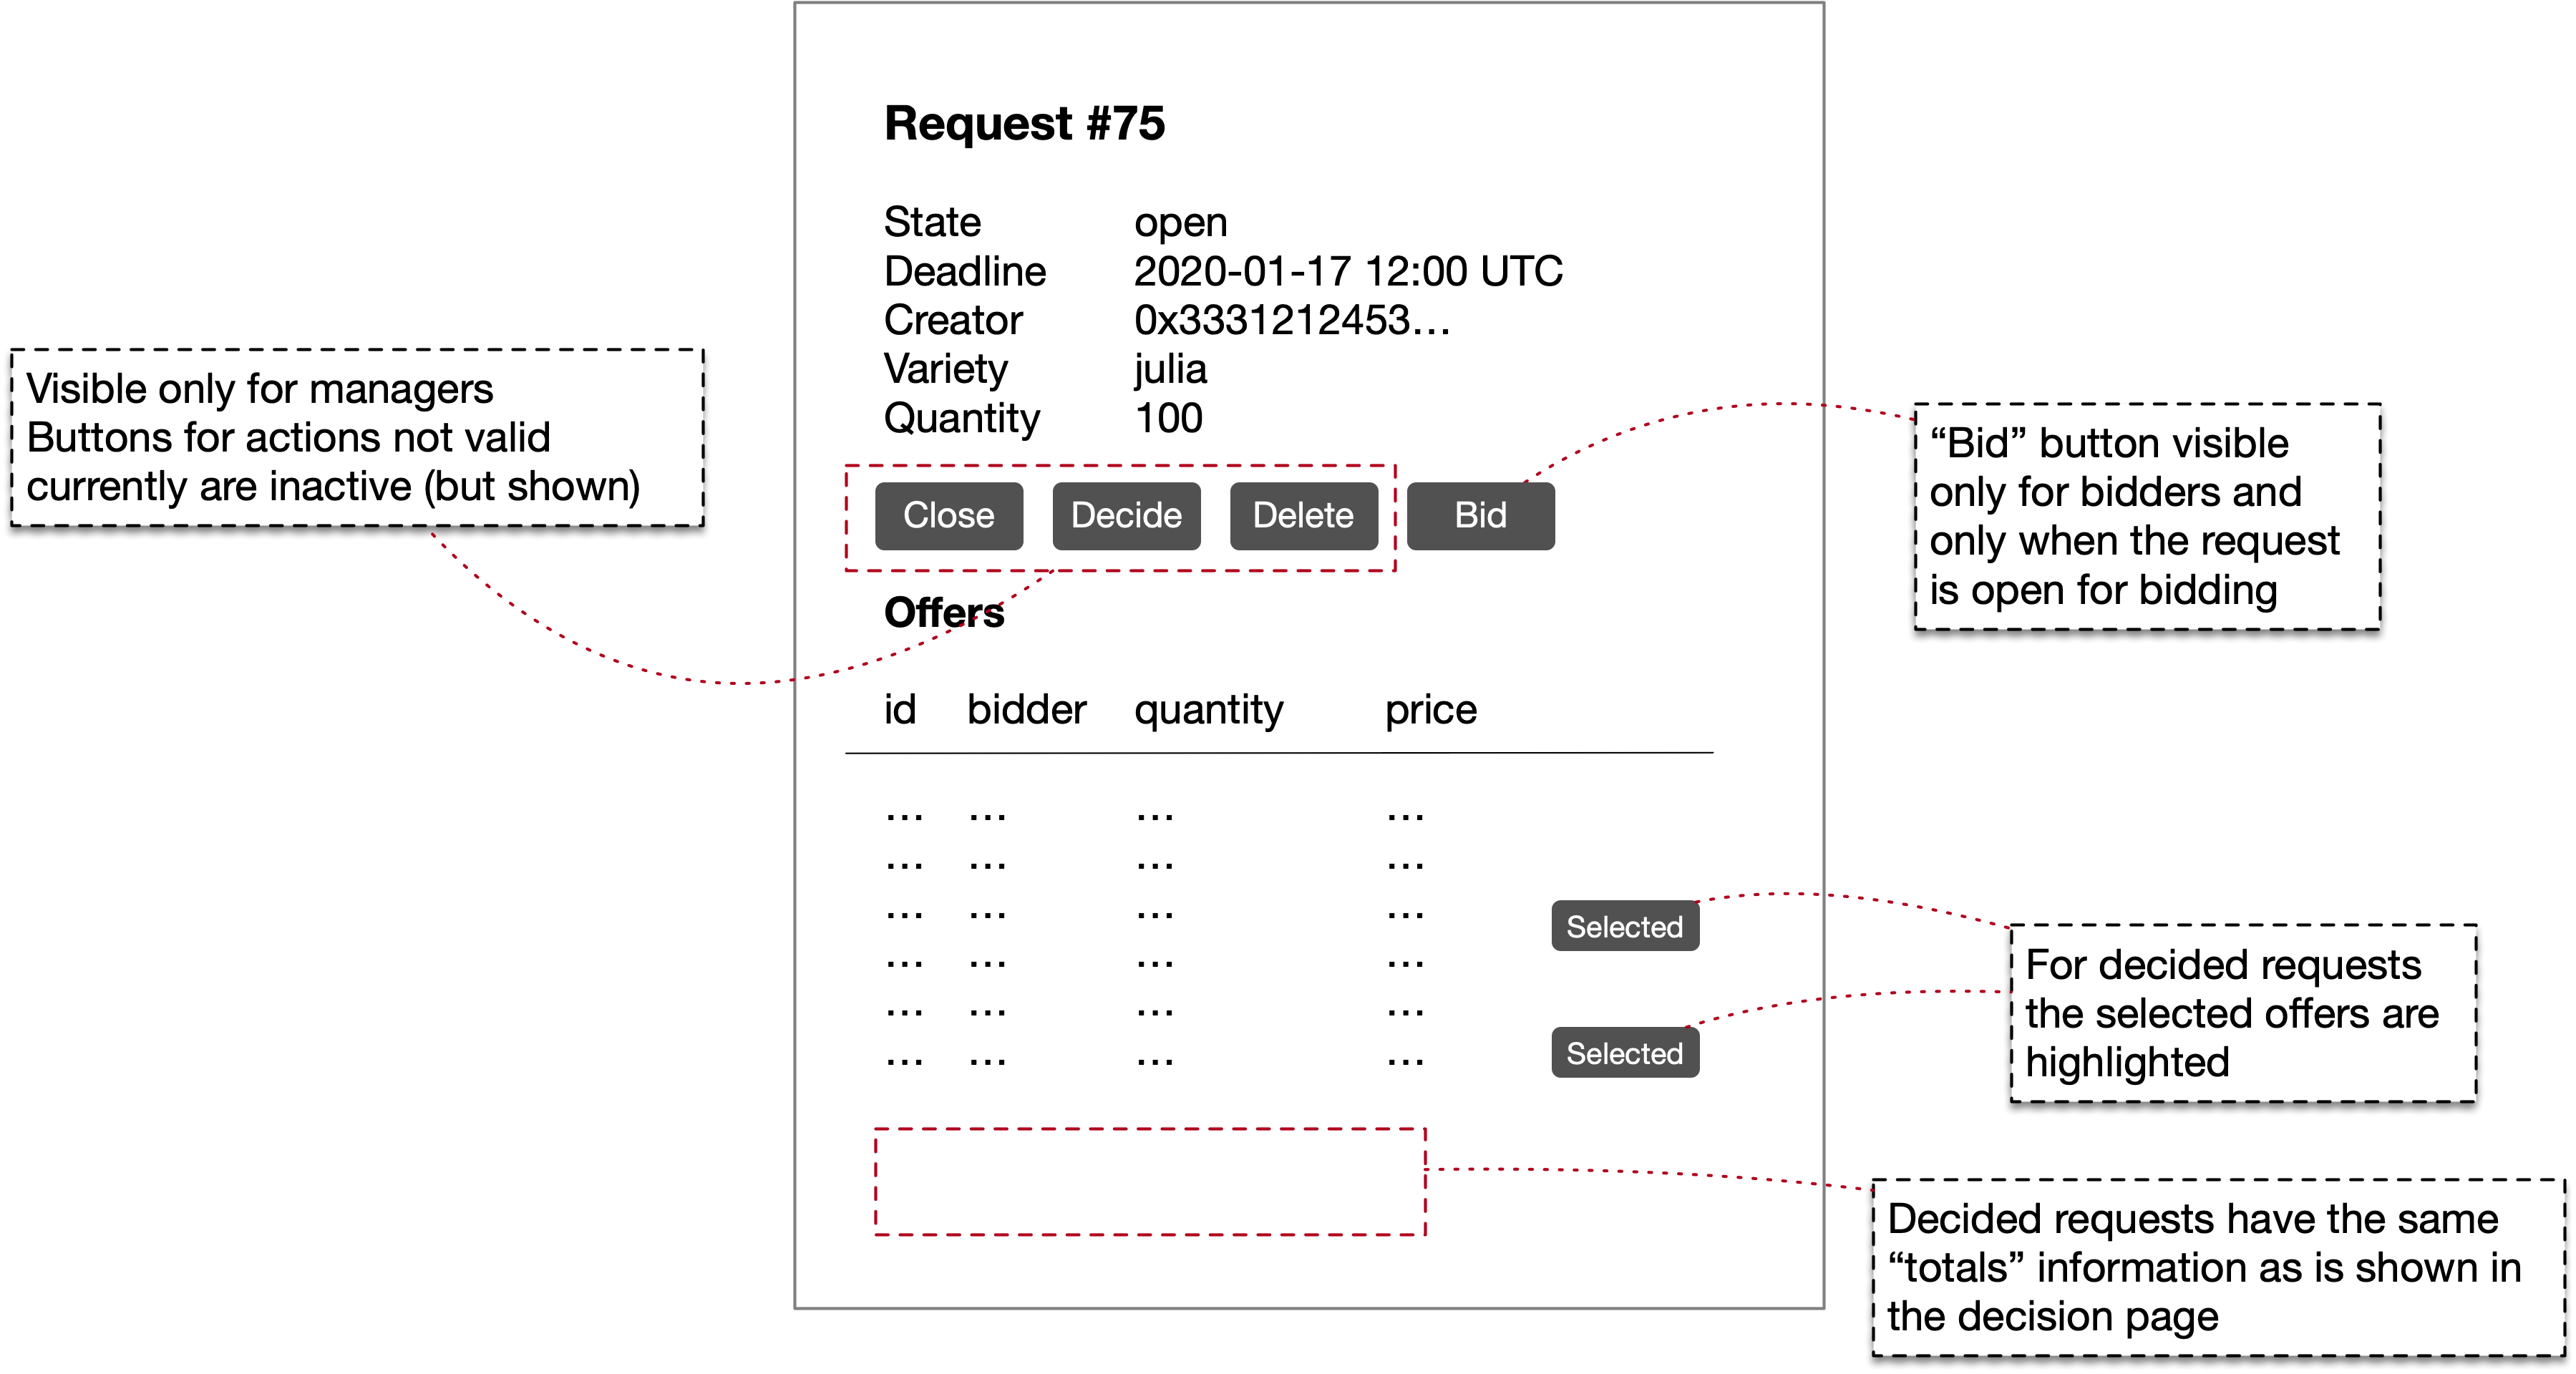 Request #75
State open
Deadline 2020-01-17 12:00 UTC
Creator 0x3331212453...
Variety julia
Quantity 100
Visible only for managers
Buttons for actions not valid
currently are inactive (but shown)
Close Decide Delete Bid
“Bid” button visible
only for bidders and
only when the request
is open for bidding
Offers
id bidder quantity price
... ... ... ...
... ... ... ...
... ... ... ... Selected
... ... ... ...
... ... ... ...
... ... ... ... Selected
For decided requests
the selected offers are
highlighted
Decided requests have the same
“totals” information as is shown in
the decision page